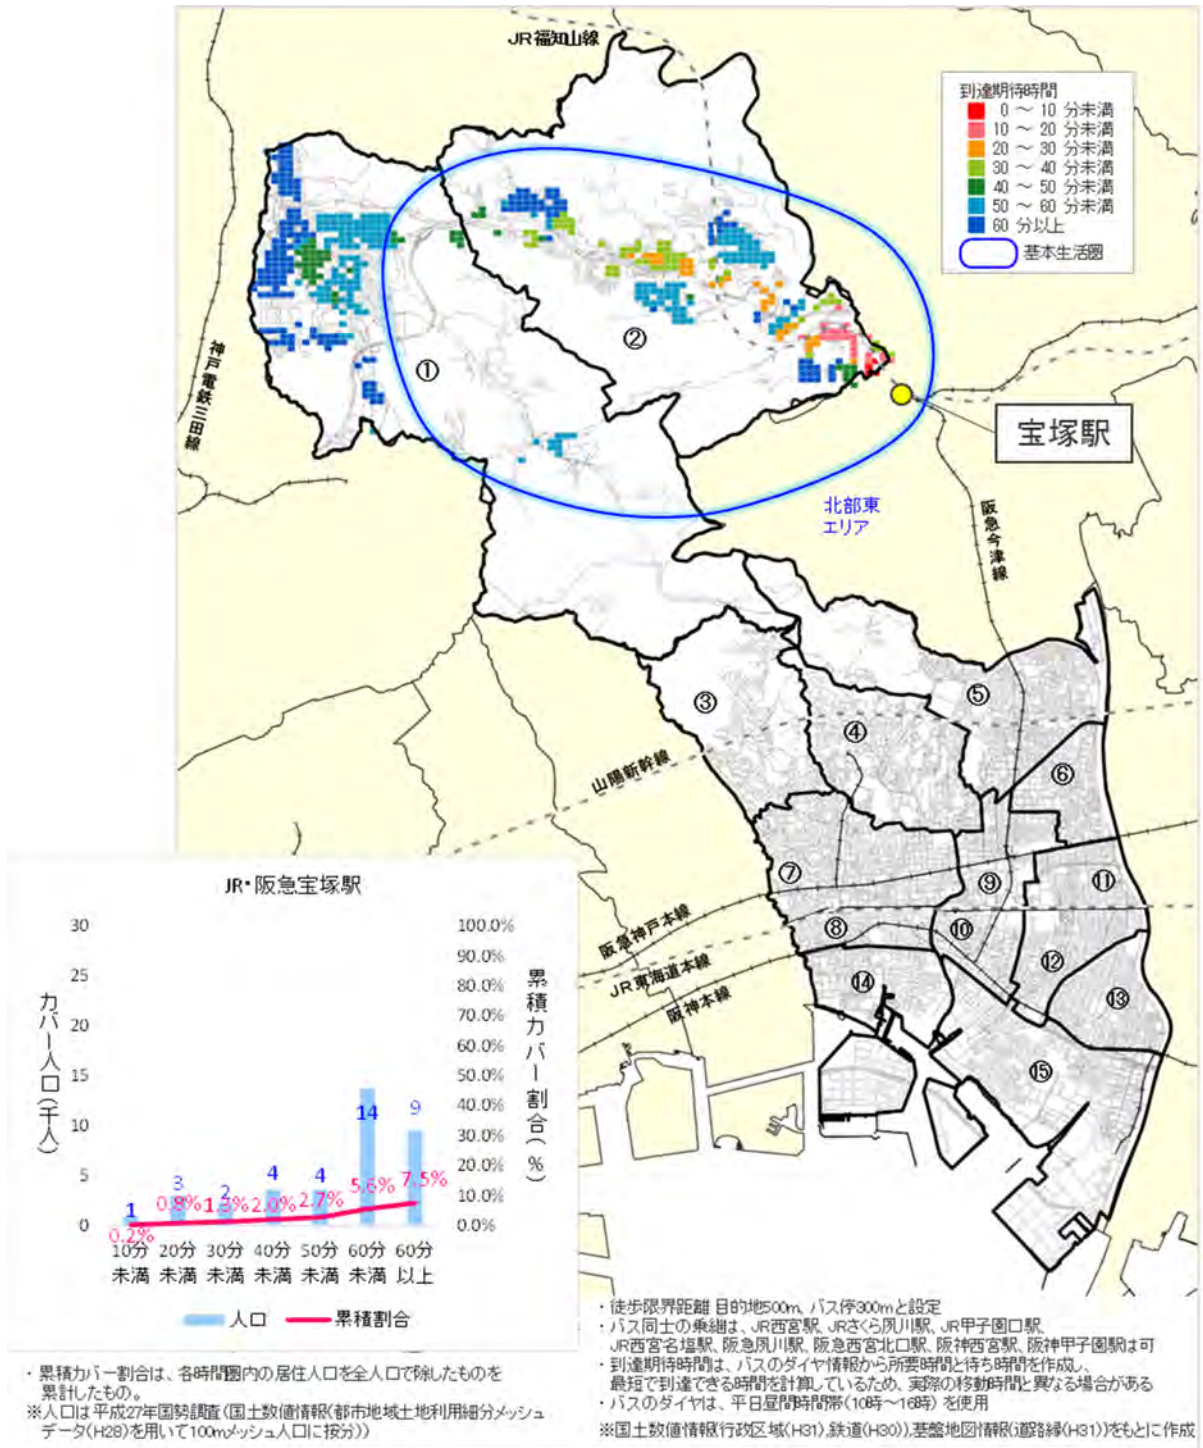 JR福知山線
到達期待時間
0 ～ 10 分未満
10 ～ 20 分未満
20 ～ 30 分未満
30 ～ 40 分未満
40 ～ 50 分未満
50 ～ 60 分未満
60 分以上
基本生活圏
神戸電鉄三田線
①
②
宝塚駅
北部東
エリア
阪急今津線
③
④
⑤
⑥
山陽新幹線
⑦
⑧
⑨
⑩
⑪
⑫
⑬
⑭
⑮
阪急神戸本線
JR東海道本線
阪神本線
JR・阪急宝塚駅
カバー人口(千人)
30
25
20
15
10
5
0
累積カバー割合(%)
100.0%
90.0%
80.0%
70.0%
60.0%
50.0%
40.0%
30.0%
20.0%
10.0%
0.0%
1 3 2 4 4 14 9
0.2% 0.8% 1.3% 2.0% 2.7% 5.6% 7.5%
10分 20分 30分 40分 50分 60分 60分
未満 未満 未満 未満 未満 未満 以上
人口 累積割合
・累積カバー割合は、各時間圏内の居住人口を全人口で除したものを
累計したもの。
※人口は平成27年国勢調査(国土数値情報(都市地域土地利用細分メッシュ
データ(H28)を用いて100mメッシュ人口に按分))
・徒歩限界距離 目的地500m、バス停300mと設定
・バス同士の乗継は、JR西宮駅、JRさくら夙川駅、JR甲子園口駅、
JR西宮名塩駅、阪急夙川駅、阪急西宮北口駅、阪神西宮駅、阪神甲子園駅は可
・到達期待時間は、バスのダイヤ情報から所要時間と待ち時間を作成し、
最短で到達できる時間を計算しているため、実際の移動時間と異なる場合がある
・バスのダイヤは、平日昼間時間帯(10時～16時)を使用
※国土数値情報(行政区域(H31)、鉄道(H30))、基盤地図情報(道路縁(H31))をもとに作成